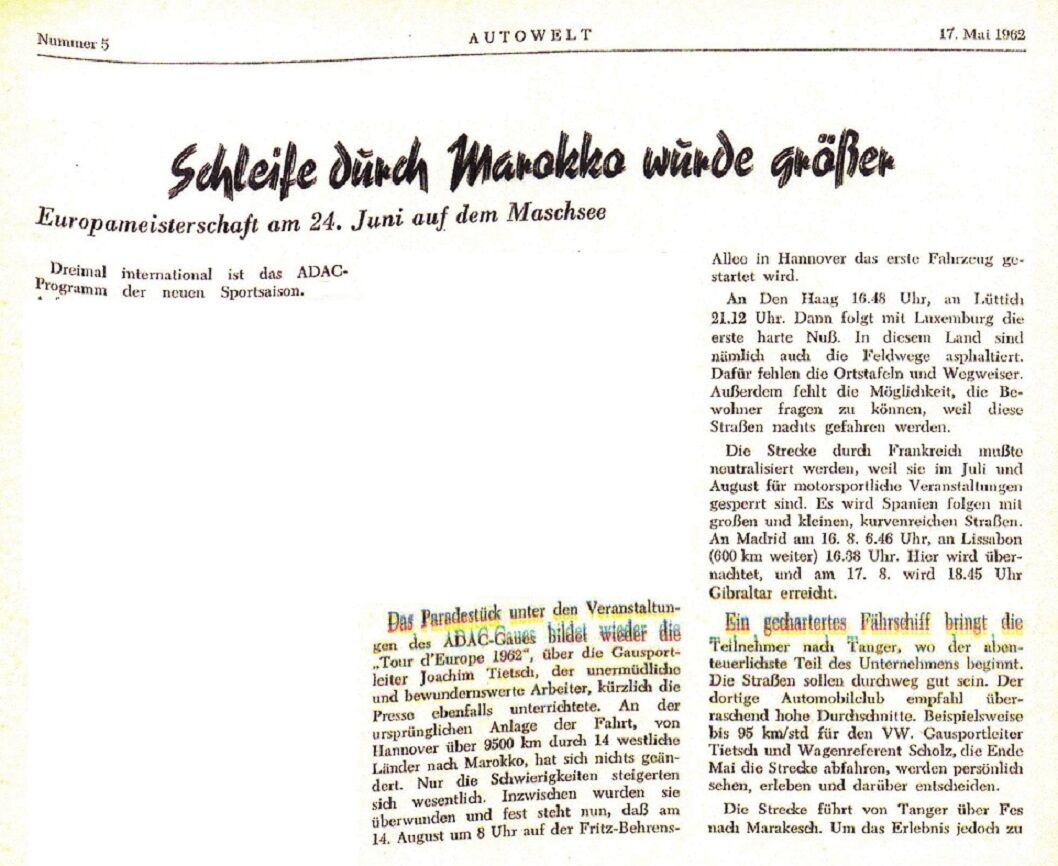 Nummer 5 AUTOWELT 17. Mai 1962
Schleife durch Marokko wurde größer
Europameisterschaft am 24. Juni auf dem Maschsee
Dreimal international ist das ADAC-
Programm der neuen Sportsaison.
Das Paradestück unter den Veranstaltun-
gen des ADAC-Gaues bildet wieder die
„Tour d'Europe 1962“, über die Gausport-
leiter Joachim Tietsch, der unermüdliche
und bewundernswerte Arbeiter, kürzlich die
Presse ebenfalls unterrichtete. An der
ursprünglichen Anlage der Fahrt, von
Hannover über 9500 km durch 14 westliche
Länder nach Marokko, hat sich nichts geän-
dert. Nur die Schwierigkeiten steigerten
sich wesentlich. Inzwischen wurden sie
überwunden und fest steht nun, daß am
14. August um 8 Uhr auf der Fritz-Behrens-
Allee in Hannover das erste Fahrzeug ge-
startet wird.
An Den Haag 16.48 Uhr, an Lüttich
21.12 Uhr. Dann folgt mit Luxemburg die
erste harte Nuß. In diesem Land sind
nämlich auch die Feldwege asphaltiert.
Dafür fehlen die Ortstafeln und Wegweiser.
Außerdem fehlt die Möglichkeit, die Be-
wohner fragen zu können, weil diese
Straßen nachts gefahren werden.
Die Strecke durch Frankreich mußte
neutralisiert werden, weil sie im Juli und
August für motorsportliche Veranstaltungen
gesperrt sind. Es wird Spanien folgen mit
großen und kleinen, kurvenreichen Straßen.
An Madrid am 16. 8. 6.46 Uhr, an Lissabon
(600 km weiter) 16.38 Uhr. Hier wird über-
nachtet, und am 17. 8. wird 18.45 Uhr
Gibraltar erreicht.
Ein gechartertes Fährschiff bringt die
Teilnehmer nach Tanger, wo der aben-
teuerlichste Teil des Unternehmens beginnt.
Die Straßen sollen durchweg gut sein. Der
dortige Automobilclub empfahl über-
raschend hohe Durchschnitte. Beispielsweise
bis 95 km/std für den VW. Gausportleiter
Tietsch und Wagenreferent Scholz, die Ende
Mai die Strecke abfahren, werden persönlich
sehen, erleben und darüber entscheiden.
Die Strecke führt von Tanger über Fes
nach Marakesch. Um das Erlebnis jedoch zu